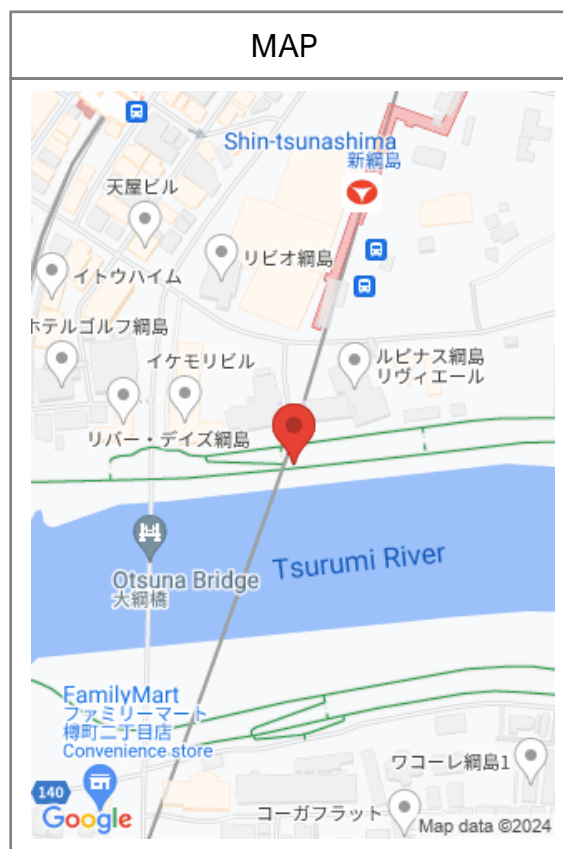 MAP
Shin-tsunashima
新綱島
天屋ビル
リビオ綱島
イトウハイム
ホテルゴルフ綱島
イケモリビル
ルピナス綱島
リヴィエール
リバー・デイズ綱島
Otsuna Bridge
大綱橋
Tsurumi River
FamilyMart
ファミリーマート
樽町二丁目店
Convenience store
ワコーレ綱島1
140
Google
コーガフラット
Map data ©2024